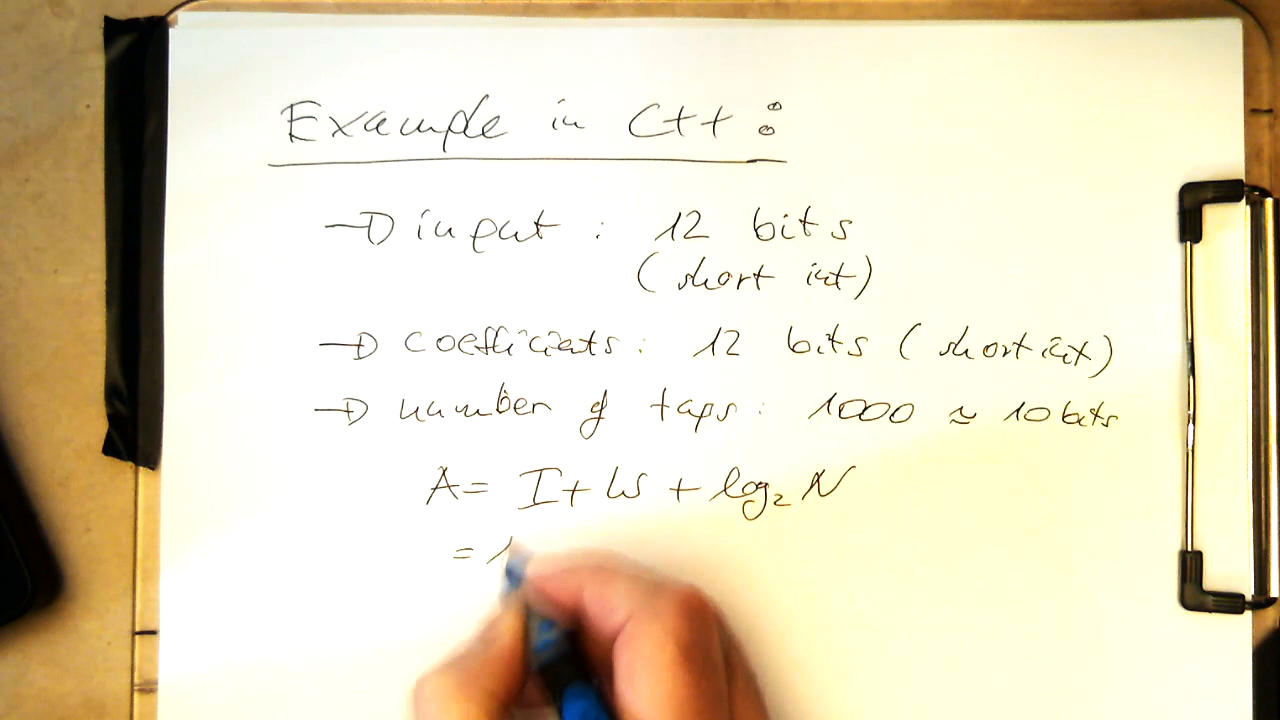 Example in C++:
→ input : 12 bits
(short int)
→ coefficients : 12 bits (short int)
→ number of taps : 1000 ≈ 10 bits
A = I + W + log₂ N
= 1